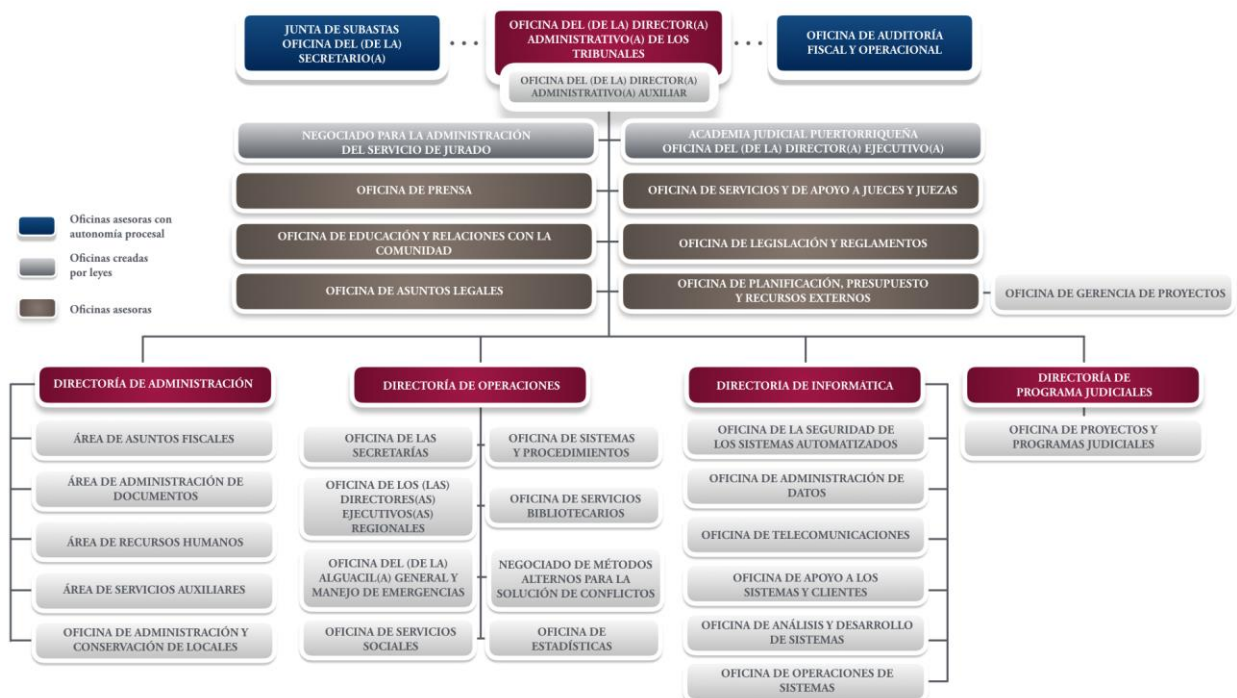 JUNTA DE SUBASTAS
OFICINA DEL (DE LA)
SECRETARIO(A)
OFICINA DEL (DE LA) DIRECTOR(A)
ADMINISTRATIVO(A) DE LOS
TRIBUNALES
OFICINA DE AUDITORÍA
FISCAL Y OPERACIONAL
OFICINA DEL (DE LA) DIRECTOR(A)
ADMINISTRATIVO(A) AUXILIAR
NEGOCIADO PARA LA ADMINISTRACIÓN
DEL SERVICIO DE JURADO
ACADEMIA JUDICIAL PUERTORRIQUEÑA
OFICINA DEL (DE LA) DIRECTOR(A) EJECUTIVO(A)
OFICINA DE PRENSA
OFICINA DE SERVICIOS Y DE APOYO A JUECES Y JUEZAS
OFICINA DE EDUCACIÓN Y RELACIONES CON LA
COMUNIDAD
OFICINA DE LEGISLACIÓN Y REGLAMENTOS
OFICINA DE ASUNTOS LEGALES
OFICINA DE PLANIFICACIÓN, PRESUPUESTO
Y RECURSOS EXTERNOS
OFICINA DE GERENCIA DE PROYECTOS
Oficinas asesoras con
autonomía procesal
Oficinas creadas
por leyes
Oficinas asesoras
DIRECTORÍA DE ADMINISTRACIÓN
ÁREA DE ASUNTOS FISCALES
ÁREA DE ADMINISTRACIÓN DE
DOCUMENTOS
ÁREA DE RECURSOS HUMANOS
ÁREA DE SERVICIOS AUXILIARES
OFICINA DE ADMINISTRACIÓN Y
CONSERVACIÓN DE LOCALES
DIRECTORÍA DE OPERACIONES
OFICINA DE LAS
SECRETARÍAS
OFICINA DE SISTEMAS
Y PROCEDIMIENTOS
OFICINA DE LOS (LAS)
DIRECTORES(AS)
EJECUTIVOS(AS)
REGIONALES
OFICINA DE SERVICIOS
BIBLIOTECARIOS
OFICINA DEL (DE LA)
ALGUACIL(A) GENERAL Y
MANEJO DE EMERGENCIAS
NEGOCIADO DE MÉTODOS
ALTERNOS PARA LA
SOLUCIÓN DE CONFLICTOS
OFICINA DE SERVICIOS
SOCIALES
OFICINA DE
ESTADÍSTICAS
DIRECTORÍA DE INFORMÁTICA
OFICINA DE LA SEGURIDAD DE
LOS SISTEMAS AUTOMATIZADOS
OFICINA DE ADMINISTRACIÓN DE
DATOS
OFICINA DE TELECOMUNICACIONES
OFICINA DE APOYO A LOS
SISTEMAS Y CLIENTES
OFICINA DE ANÁLISIS Y DESARROLLO
DE SISTEMAS
OFICINA DE OPERACIONES DE
SISTEMAS
DIRECTORÍA DE
PROGRAMA JUDICIALES
OFICINA DE PROYECTOS Y
PROGRAMAS JUDICIALES